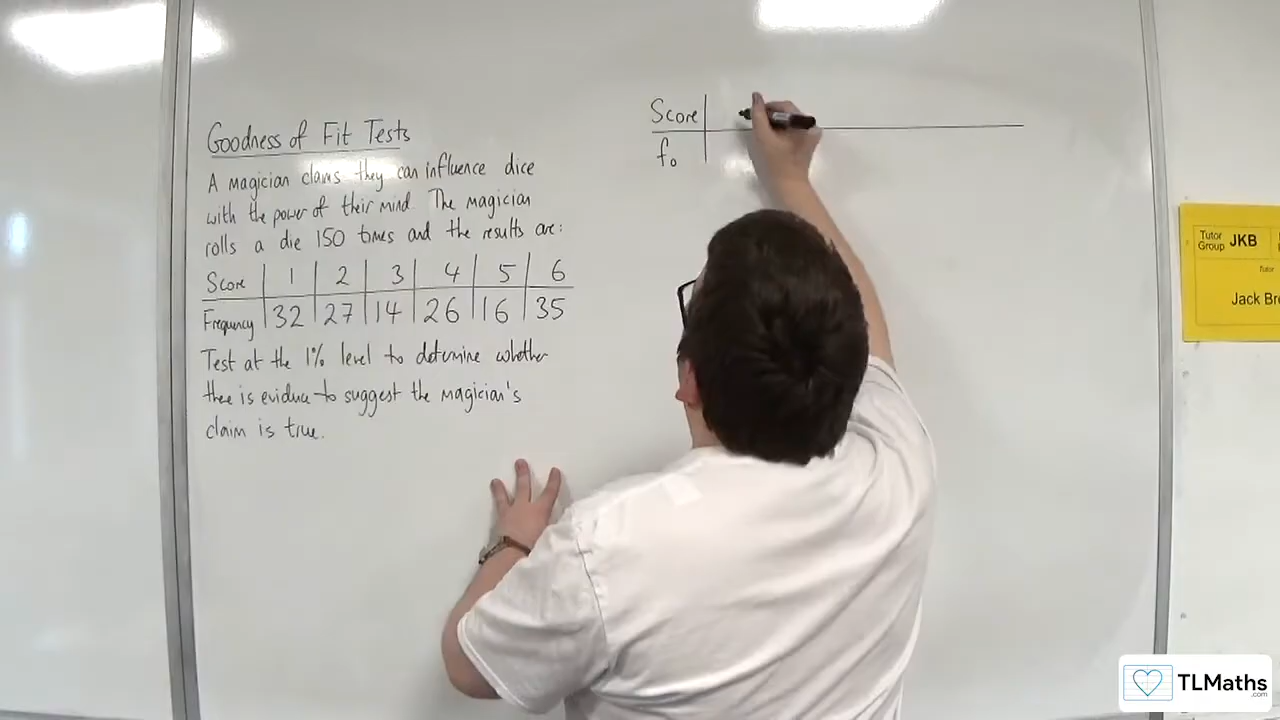 Goodness of Fit Tests
A magician claims they can influence dice
with the power of their mind. The magician
rolls a die 150 times and the results are:
Score | 1 | 2 | 3 | 4 | 5 | 6
Frequency | 32 | 27 | 14 | 26 | 16 | 35
Test at the 1% level to determine whether
there is evidence to suggest the magician's
claim is true.
Score
fo
Tutor
Group JKB
Tutor
Jack
TLMaths
.com